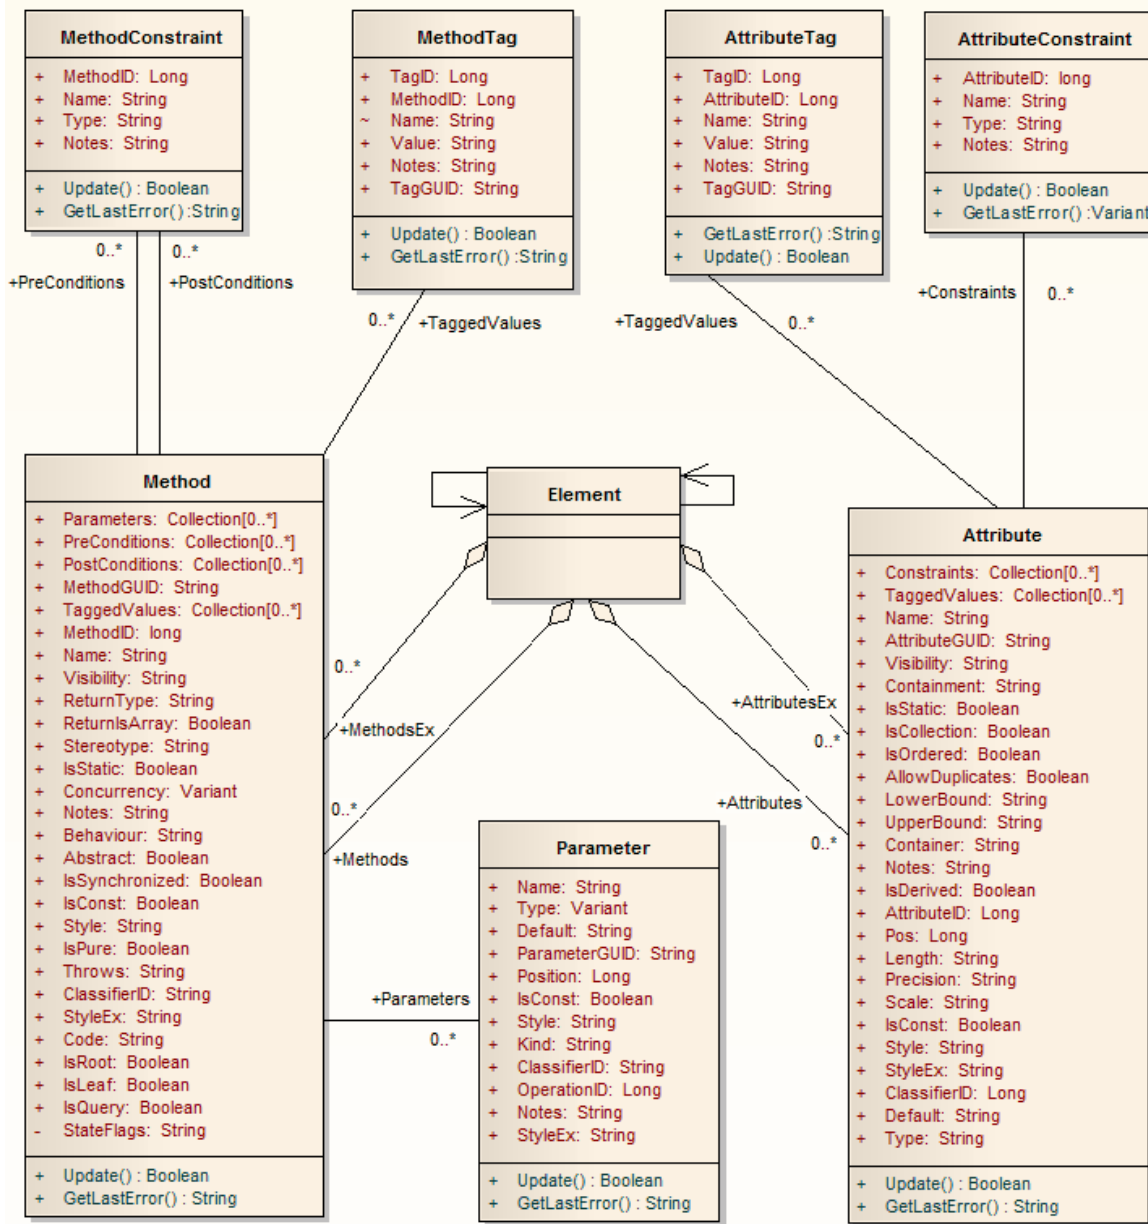 MethodConstraint
+ MethodID: Long
+ Name: String
+ Type: String
+ Notes: String
+ Update() : Boolean
+ GetLastError() :String
MethodTag
+ TagID: Long
+ MethodID: Long
~ Name: String
+ Value: String
+ Notes: String
+ TagGUID: String
+ Update() : Boolean
+ GetLastError() :String
AttributeTag
+ TagID: Long
+ AttributeID: Long
+ Name: String
+ Value: String
+ Notes: String
+ TagGUID: String
+ GetLastError() :String
+ Update() : Boolean
AttributeConstraint
+ AttributeID: long
+ Name: String
+ Type: String
+ Notes: String
+ Update() : Boolean
+ GetLastError() :Variant
0..*
0..*
+PreConditions
+PostConditions
0..*
+TaggedValues
+TaggedValues
0..*
+Constraints
0..*
Method
+ Parameters: Collection[0..*]
+ PreConditions: Collection[0..*]
+ PostConditions: Collection[0..*]
+ MethodGUID: String
+ TaggedValues: Collection[0..*]
+ MethodID: long
+ Name: String
+ Visibility: String
+ ReturnType: String
+ ReturnIsArray: Boolean
+ Stereotype: String
+ IsStatic: Boolean
+ Concurrency: Variant
+ Notes: String
+ Behaviour: String
+ Abstract: Boolean
+ IsSynchronized: Boolean
+ IsConst: Boolean
+ Style: String
+ IsPure: Boolean
+ Throws: String
+ ClassifierID: String
+ StyleEx: String
+ Code: String
+ IsRoot: Boolean
+ IsLeaf: Boolean
+ IsQuery: Boolean
- StateFlags: String
+ Update() : Boolean
+ GetLastError() : String
Element
0..*
+MethodsEx
0..*
+Methods
+AttributesEx
0..*
+Attributes
0..*
Parameter
+ Name: String
+ Type: Variant
+ Default: String
+ ParameterGUID: String
+ Position: Long
+ IsConst: Boolean
+ Style: String
+ Kind: String
+ ClassifierID: String
+ OperationID: Long
+ Notes: String
+ StyleEx: String
+ Update() : Boolean
+ GetLastError() : String
+Parameters
0..*
Attribute
+ Constraints: Collection[0..*]
+ TaggedValues: Collection[0..*]
+ Name: String
+ AttributeGUID: String
+ Visibility: String
+ Containment: String
+ IsStatic: Boolean
+ IsCollection: Boolean
+ IsOrdered: Boolean
+ AllowDuplicates: Boolean
+ LowerBound: String
+ UpperBound: String
+ Container: String
+ Notes: String
+ IsDerived: Boolean
+ AttributeID: Long
+ Pos: Long
+ Length: String
+ Precision: String
+ Scale: String
+ IsConst: Boolean
+ Style: String
+ StyleEx: String
+ ClassifierID: Long
+ Default: String
+ Type: String
+ Update() : Boolean
+ GetLastError() : String